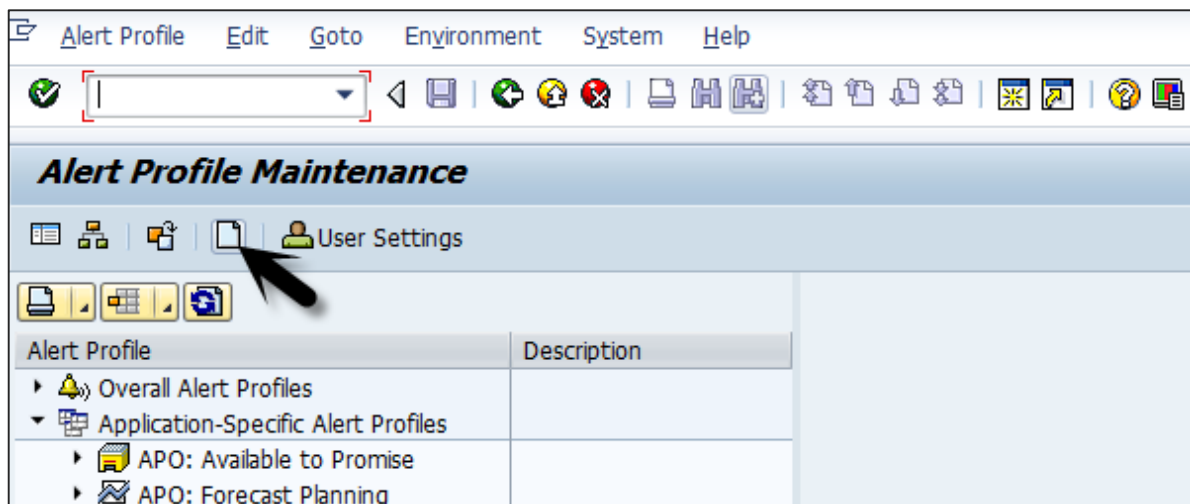 Alert Profile Edit Goto Environment System Help
Alert Profile Maintenance
User Settings
Alert Profile Description
Overall Alert Profiles
Application-Specific Alert Profiles
APO: Available to Promise
APO: Forecast Planning